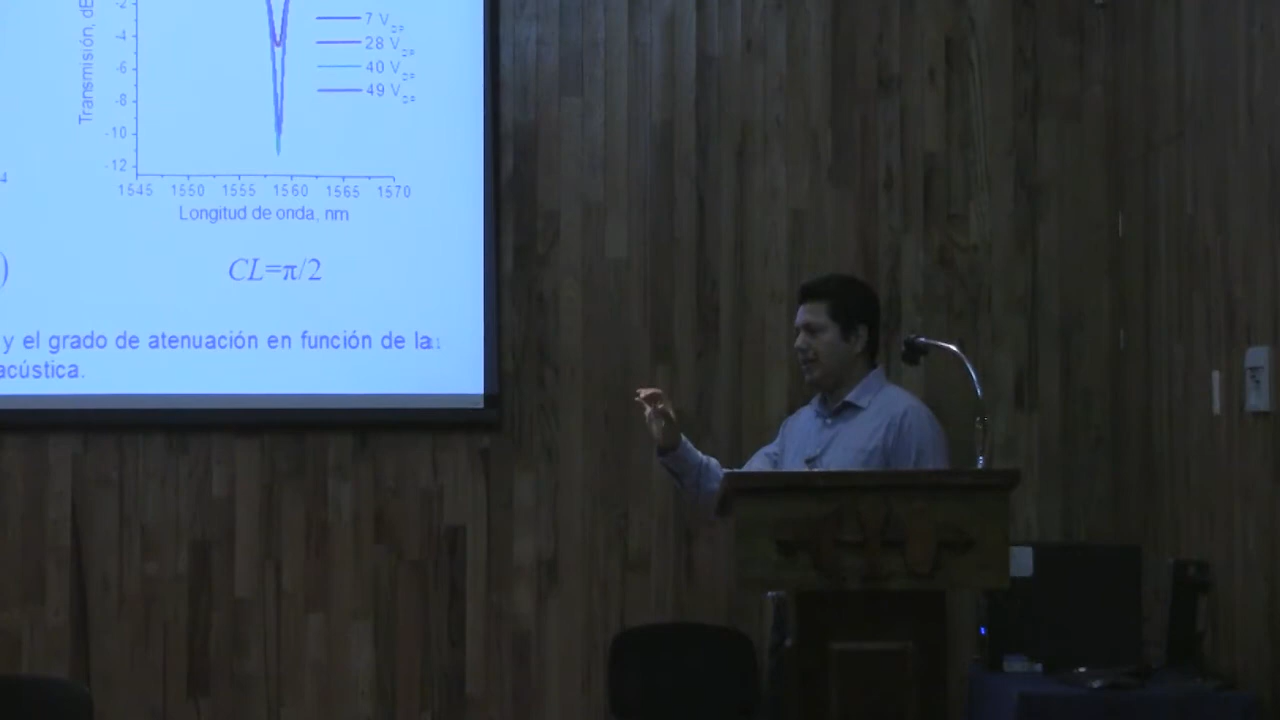 -2
Transmisión, dB
-4
-6
-8
-10
-12
7 V
28 V
40 V
49 V
1545 1550 1555 1560 1565 1570
Longitud de onda, nm
4
)
CL=π/2
y el grado de atenuación en función de la
acústica.